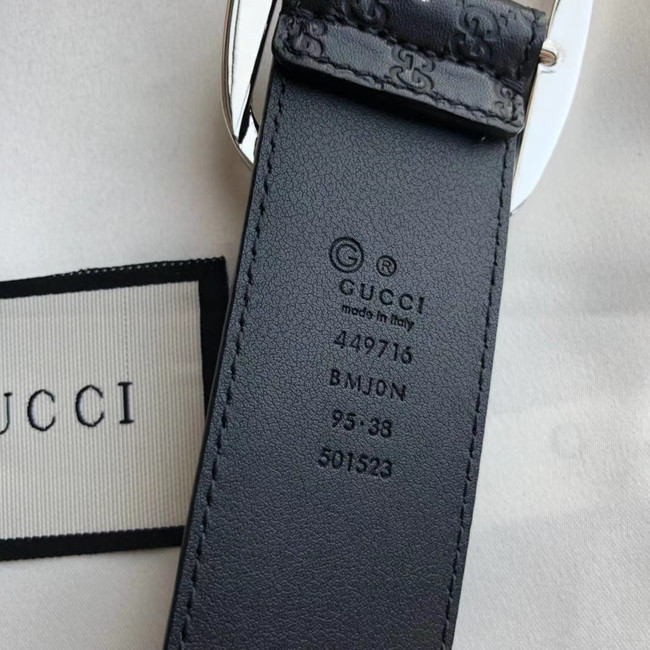 G ®
GUCCI
made in Italy
449716
BMJ0N
95·38
501523
UCCI